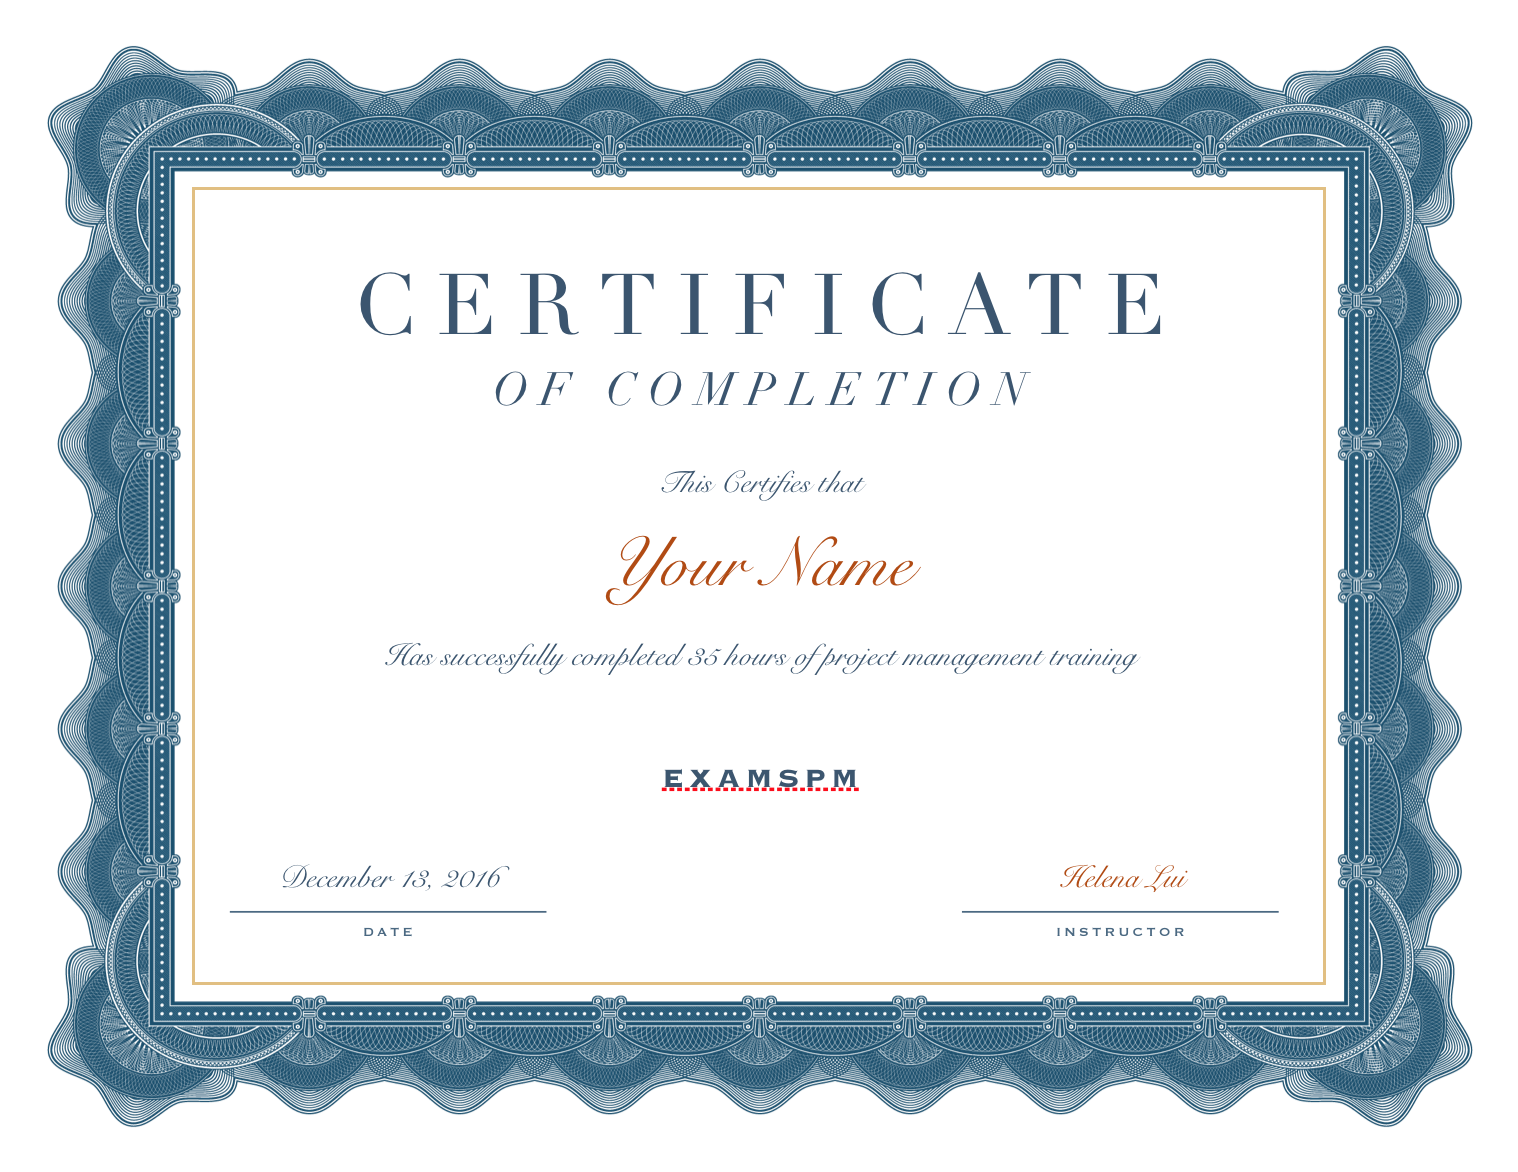 CERTIFICATE
OF COMPLETION
This Certifies that
Your Name
Has successfully completed 35 hours of project management training
EXAMSPM
December 13, 2016
Helena Lui
DATE
INSTRUCTOR